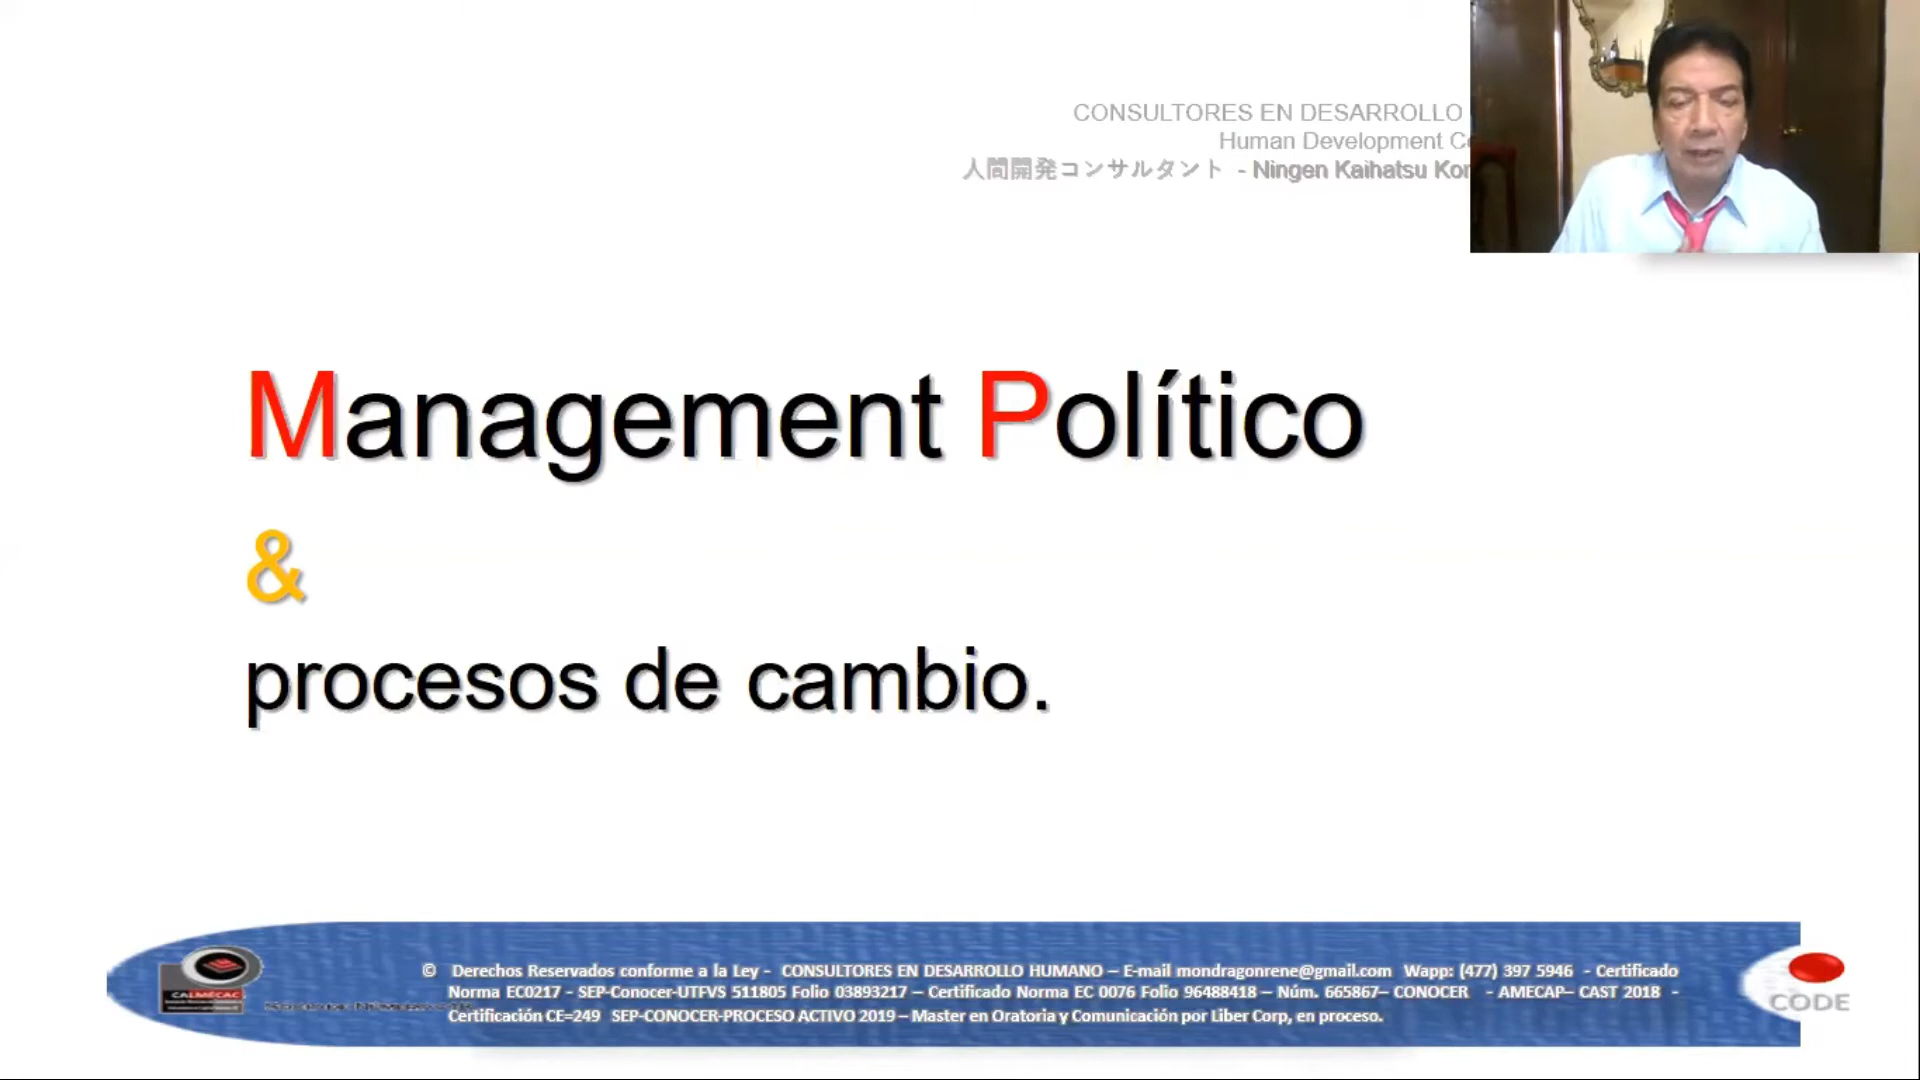 CONSULTORES EN DESARROLLO
Human Development
人間開発コンサルタント - Ningen Kaihatsu
Management Político
&
procesos de cambio.
© Derechos Reservados conforme a la Ley - CONSULTORES EN DESARROLLO HUMANO – E-mail mondragonrene@gmail.com Wapp: (477) 397 5946 - Certificado
Norma EC0217 - SEP-Conocer-UTFVS 511805 Folio 03893217 – Certificado Norma EC 0076 Folio 96488418 – Núm. 665867– CONOCER - AMECAP– CAST 2018 -
Certificación CE=249 SEP-CONOCER-PROCESO ACTIVO 2019 – Master en Oratoria y Comunicación por Liber Corp, en proceso.
CALMECAC
CODE